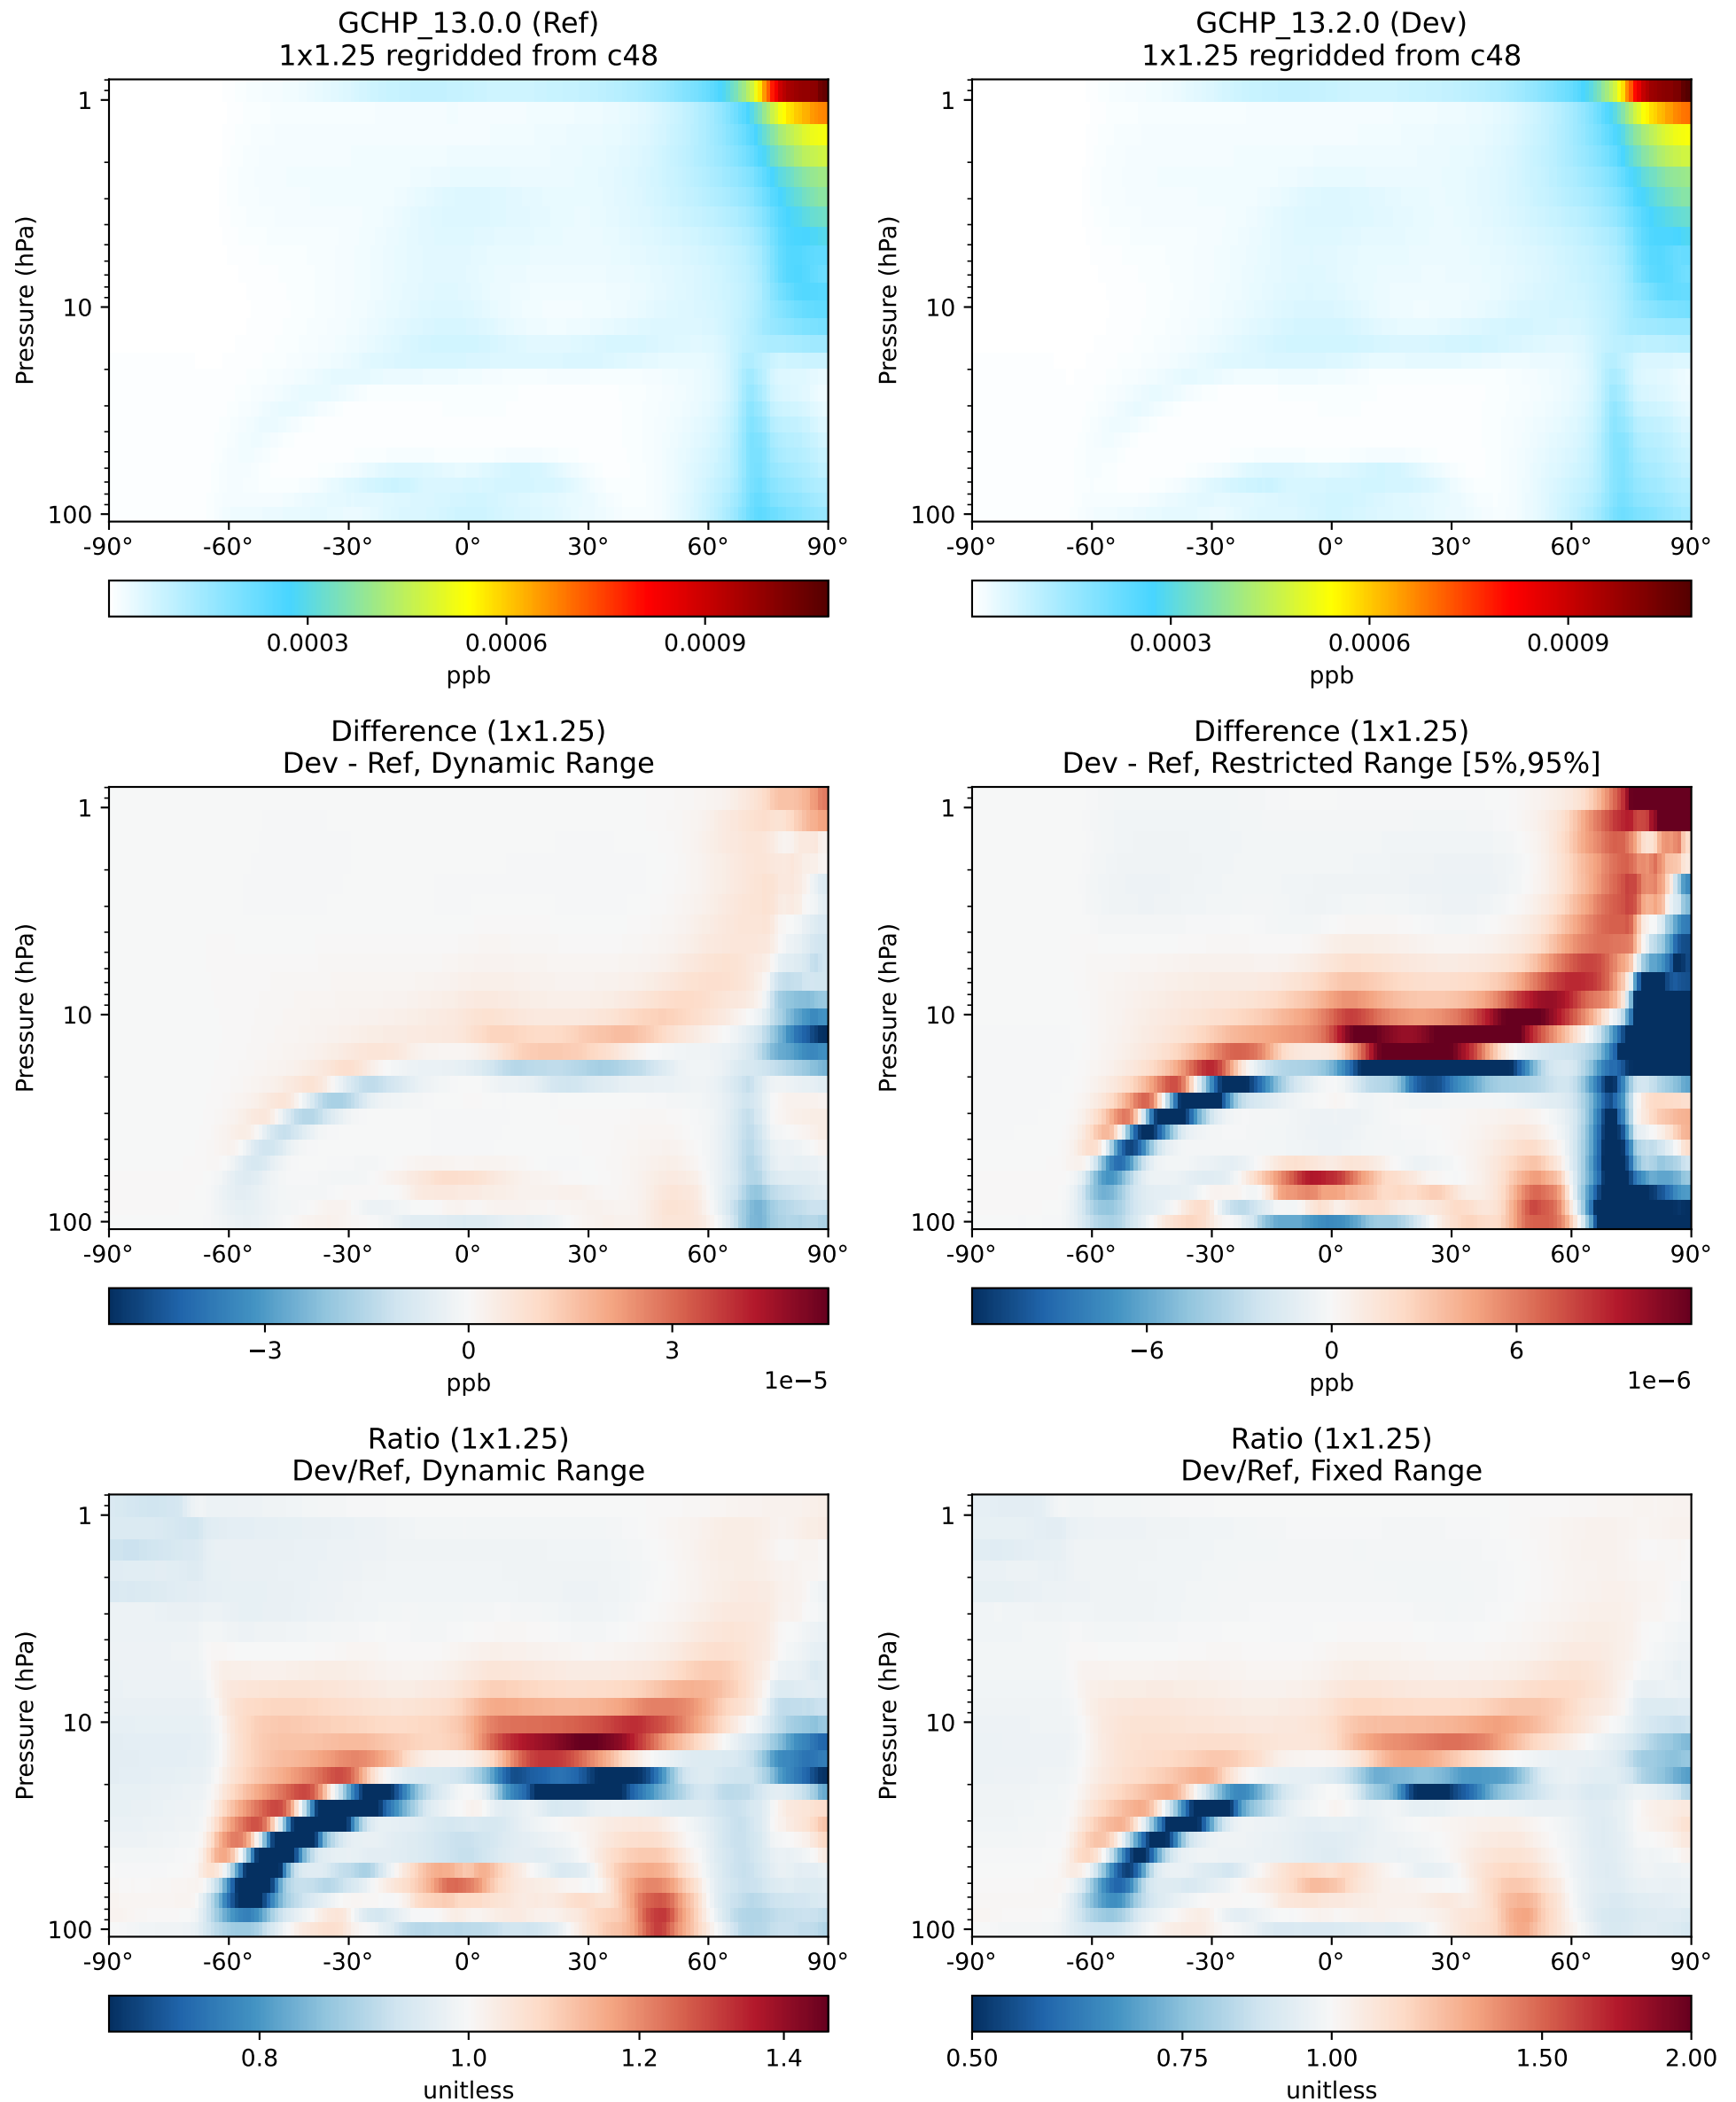 GCHP_13.0.0 (Ref)
1x1.25 regridded from c48
Pressure (hPa)
1
10
100
-90° -60° -30° 0° 30° 60° 90°
0.0003 0.0006 0.0009
ppb
GCHP_13.2.0 (Dev)
1x1.25 regridded from c48
Pressure (hPa)
1
10
100
-90° -60° -30° 0° 30° 60° 90°
0.0003 0.0006 0.0009
ppb
Difference (1x1.25)
Dev - Ref, Dynamic Range
Pressure (hPa)
1
10
100
-90° -60° -30° 0° 30° 60° 90°
−3 0 3
ppb
1e−5
Difference (1x1.25)
Dev - Ref, Restricted Range [5%,95%]
Pressure (hPa)
1
10
100
-90° -60° -30° 0° 30° 60° 90°
−6 0 6
ppb
1e−6
Ratio (1x1.25)
Dev/Ref, Dynamic Range
Pressure (hPa)
1
10
100
-90° -60° -30° 0° 30° 60° 90°
0.8 1.0 1.2 1.4
unitless
Ratio (1x1.25)
Dev/Ref, Fixed Range
Pressure (hPa)
1
10
100
-90° -60° -30° 0° 30° 60° 90°
0.50 0.75 1.00 1.50 2.00
unitless